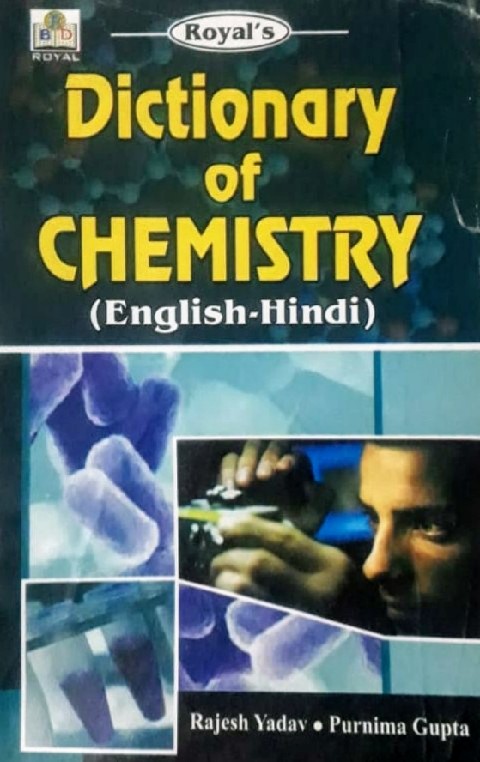 R
B B D
ROYAL
Royal's
Dictionary
of
CHEMISTRY
(English-Hindi)
Rajesh Yadav • Purnima Gupta